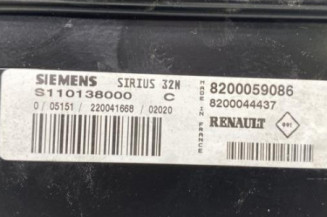 SIEMENS SIRIUS 32N
S110138000 C
0 / 05151 / 220041668 / 02020
MADE IN FRANCE
8200059086
8200044437
RENAULT